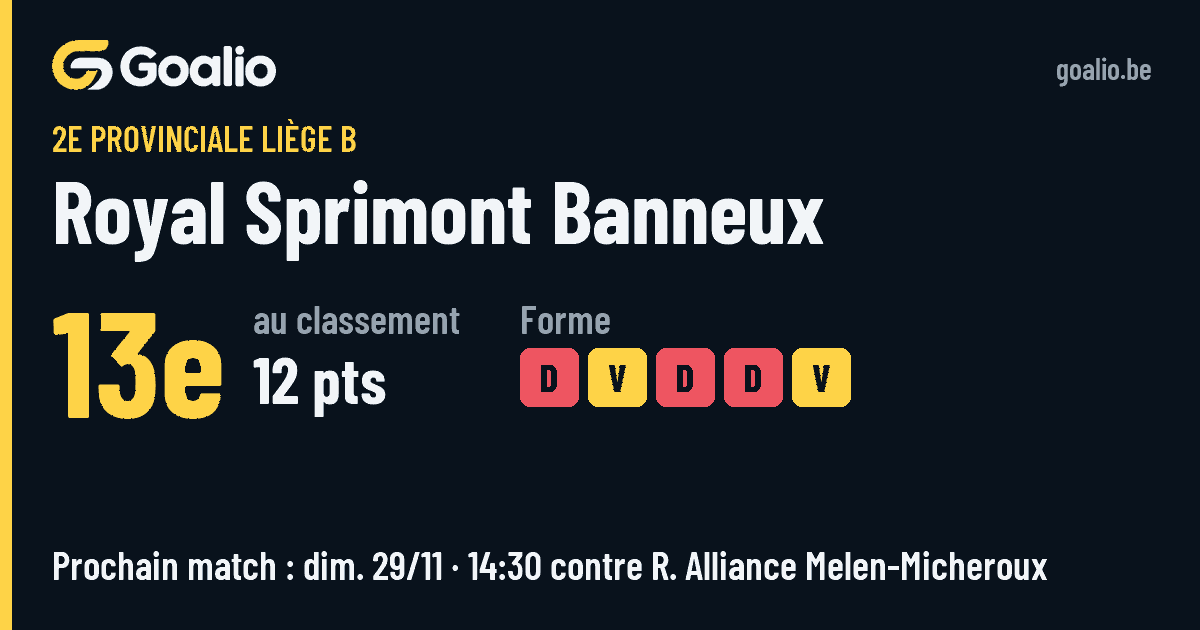 Goalio
goalio.be
2E PROVINCIALE LIÈGE B
Royal Sprimont Banneux
13e
au classement
12 pts
Forme
D V D D V
Prochain match : dim. 29/11 · 14:30 contre R. Alliance Melen-Micheroux